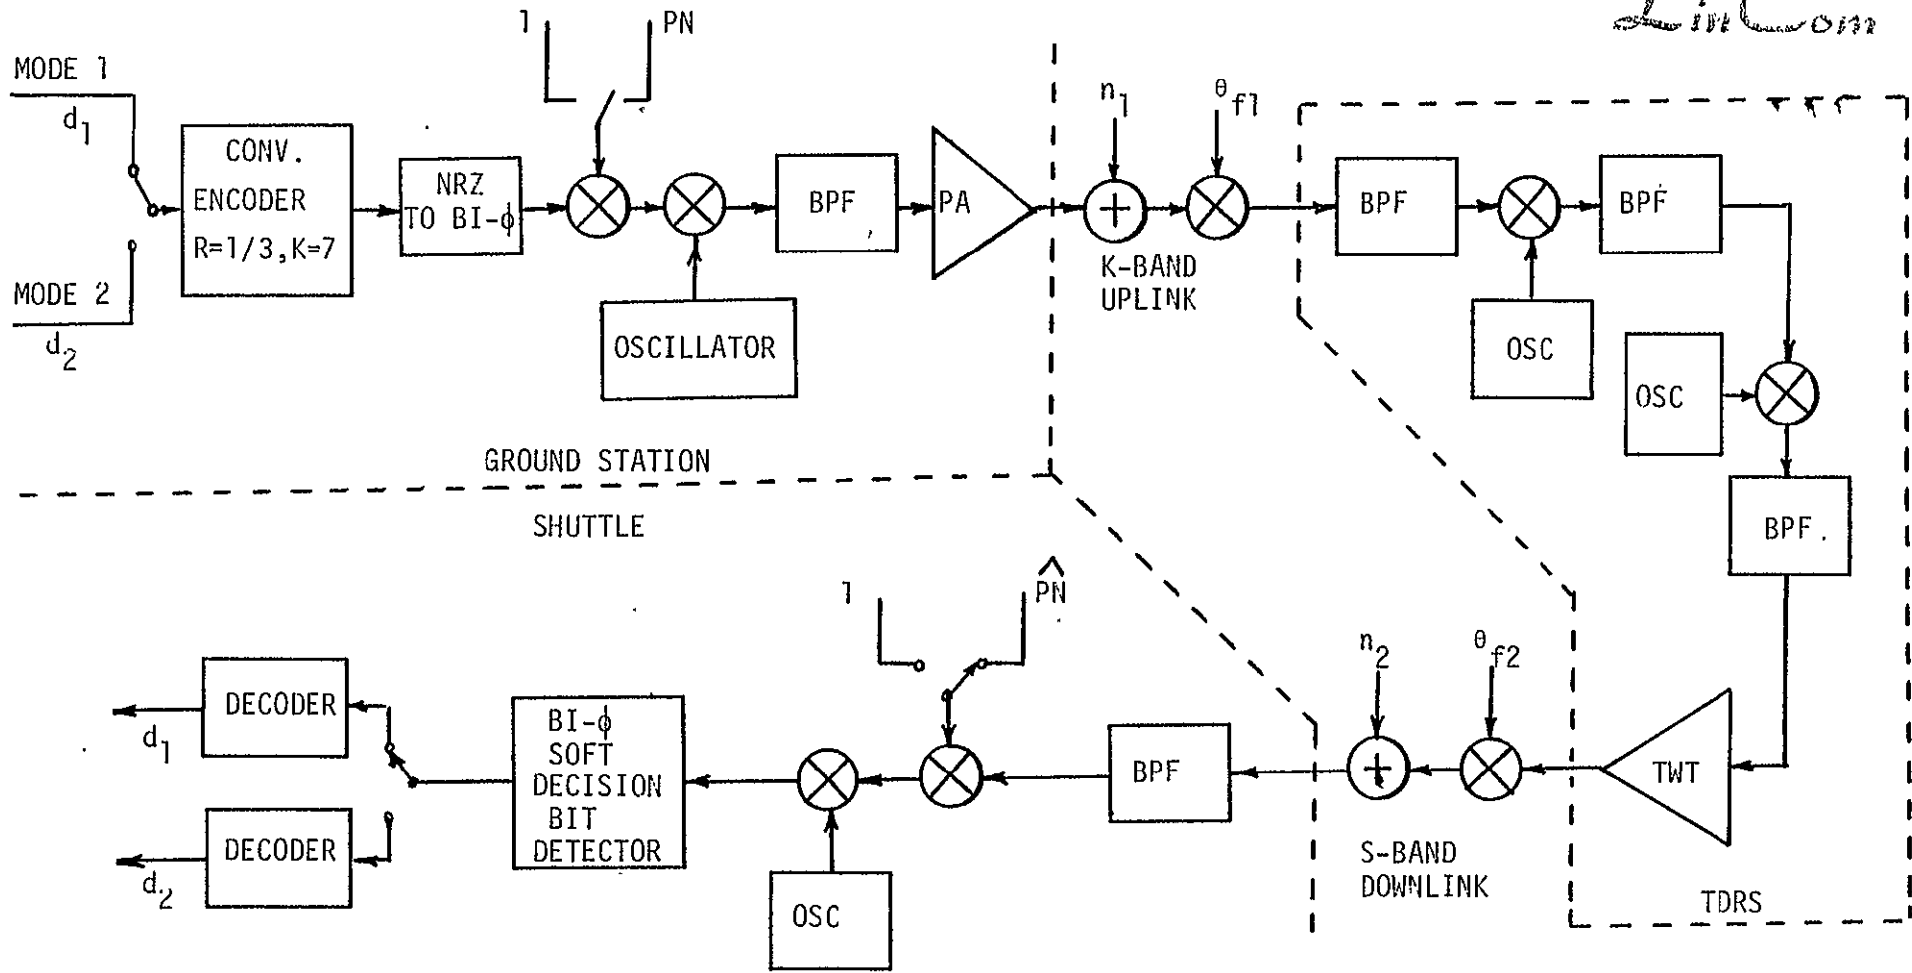 LinCom
1
PN
MODE 1
d1
CONV.
ENCODER
R=1/3,K=7
NRZ
TO BI-ϕ
BPF
PA
n1
θf1
K-BAND
UPLINK
BPF
BPF
OSCILLATOR
OSC
OSC
MODE 2
d2
GROUND STATION
SHUTTLE
BPF.
1
P̂N
n2
θf2
DECODER
d1
BI-ϕ
SOFT
DECISION
BIT
DETECTOR
BPF
TWT
DECODER
d2
OSC
S-BAND
DOWNLINK
TDRS